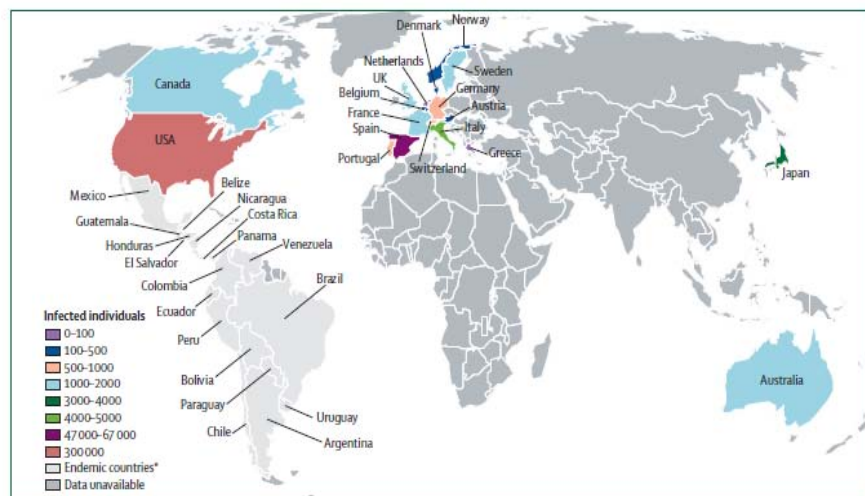 Norway
Denmark
Netherlands
Sweden
Canada
UK
Germany
Belgium
Austria
France
USA
Spain
Italy
Portugal
Greece
Switzerland
Japan
Mexico
Belize
Nicaragua
Guatemala
Costa Rica
Honduras
Panama
El Salvador
Venezuela
Colombia
Brazil
Ecuador
Peru
Bolivia
Paraguay
Uruguay
Chile
Argentina
Australia
Infected individuals
0–100
100–500
500–1000
1000–2000
3000–4000
4000–5000
47 000–67 000
300 000
Endemic countries*
Data unavailable